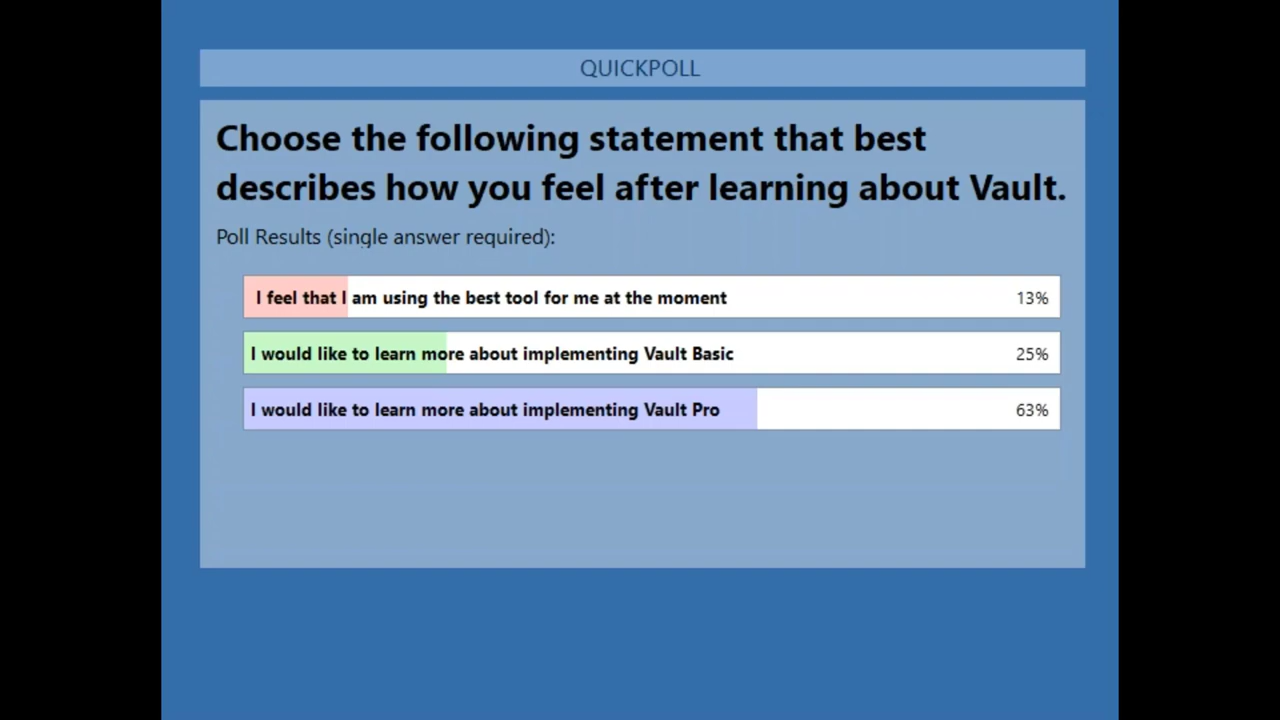 QUICKPOLL
Choose the following statement that best
describes how you feel after learning about Vault.
Poll Results (single answer required):
I feel that I am using the best tool for me at the moment 13%
I would like to learn more about implementing Vault Basic 25%
I would like to learn more about implementing Vault Pro 63%